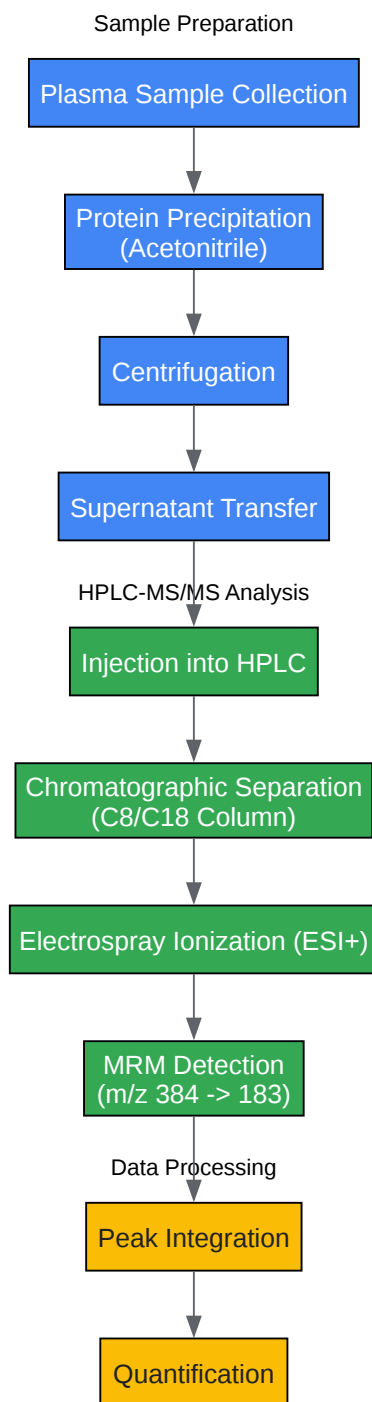 Sample Preparation
Plasma Sample Collection
Protein Precipitation
(Acetonitrile)
Centrifugation
Supernatant Transfer
HPLC-MS/MS Analysis
Injection into HPLC
Chromatographic Separation
(C8/C18 Column)
Electrospray Ionization (ESI+)
MRM Detection
(m/z 384 -> 183)
Data Processing
Peak Integration
Quantification